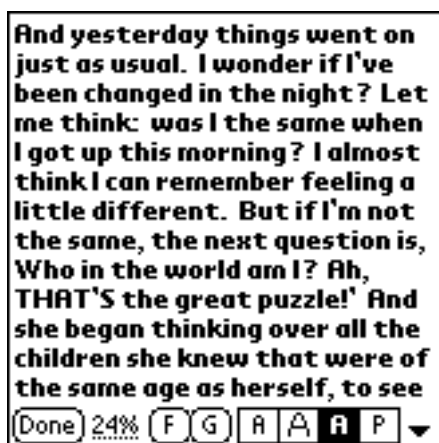 And yesterday things went on
just as usual. I wonder if I've
been changed in the night? Let
me think: was I the same when
I got up this morning? I almost
think I can remember feeling a
little different. But if I'm not
the same, the next question is,
Who in the world am I? Ah,
THAT'S the great puzzle!' And
she began thinking over all the
children she knew that were of
the same age as herself, to see
Done 24% F G A A A P